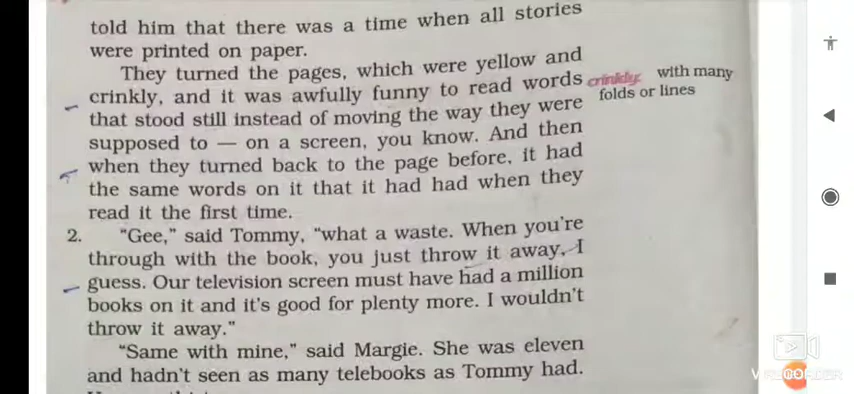 told him that there was a time when all stories
were printed on paper.
They turned the pages, which were yellow and
crinkly, and it was awfully funny to read words
crinkly: with many
folds or lines
that stood still instead of moving the way they were
supposed to — on a screen, you know. And then
when they turned back to the page before, it had
the same words on it that it had had when they
read it the first time.
2. "Gee," said Tommy, "what a waste. When you're
through with the book, you just throw it away, I
guess. Our television screen must have had a million
books on it and it's good for plenty more. I wouldn't
throw it away."
"Same with mine," said Margie. She was eleven
and hadn't seen as many telebooks as Tommy had.